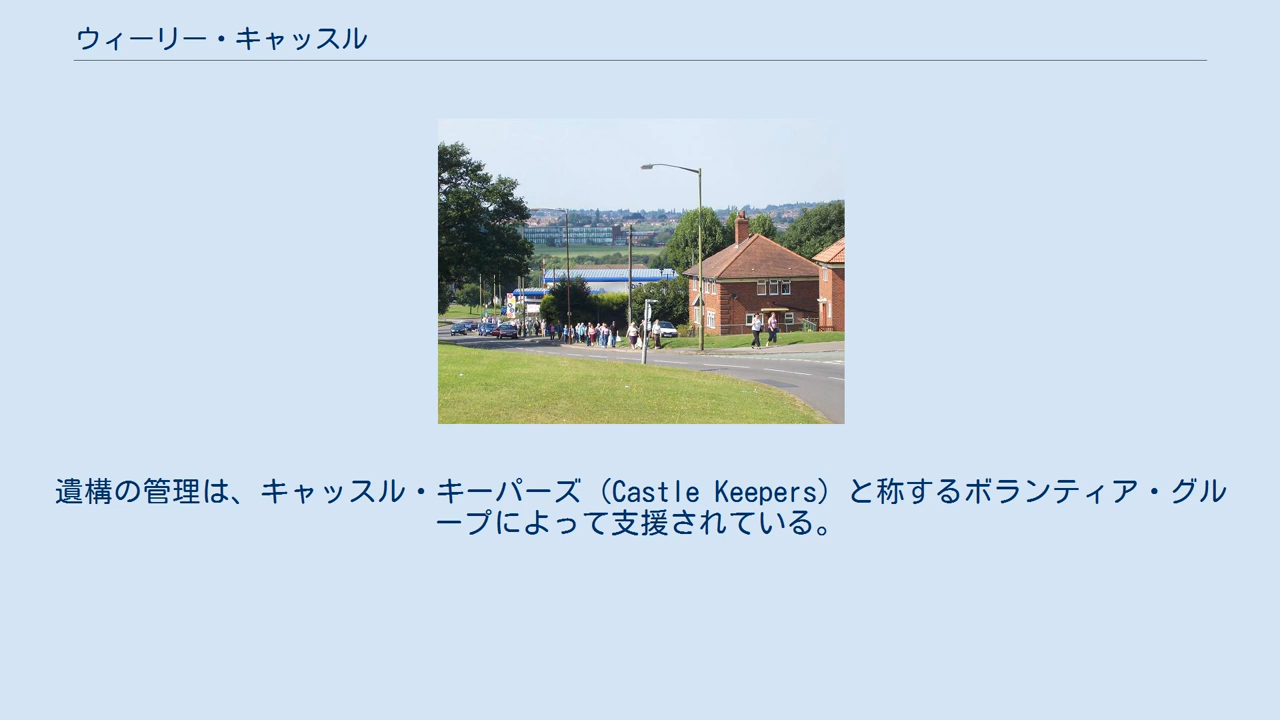 ウィーリー・キャッスル
遺構の管理は、キャッスル・キーパーズ（Castle Keepers）と称するボランティア・グル
ープによって支援されている。